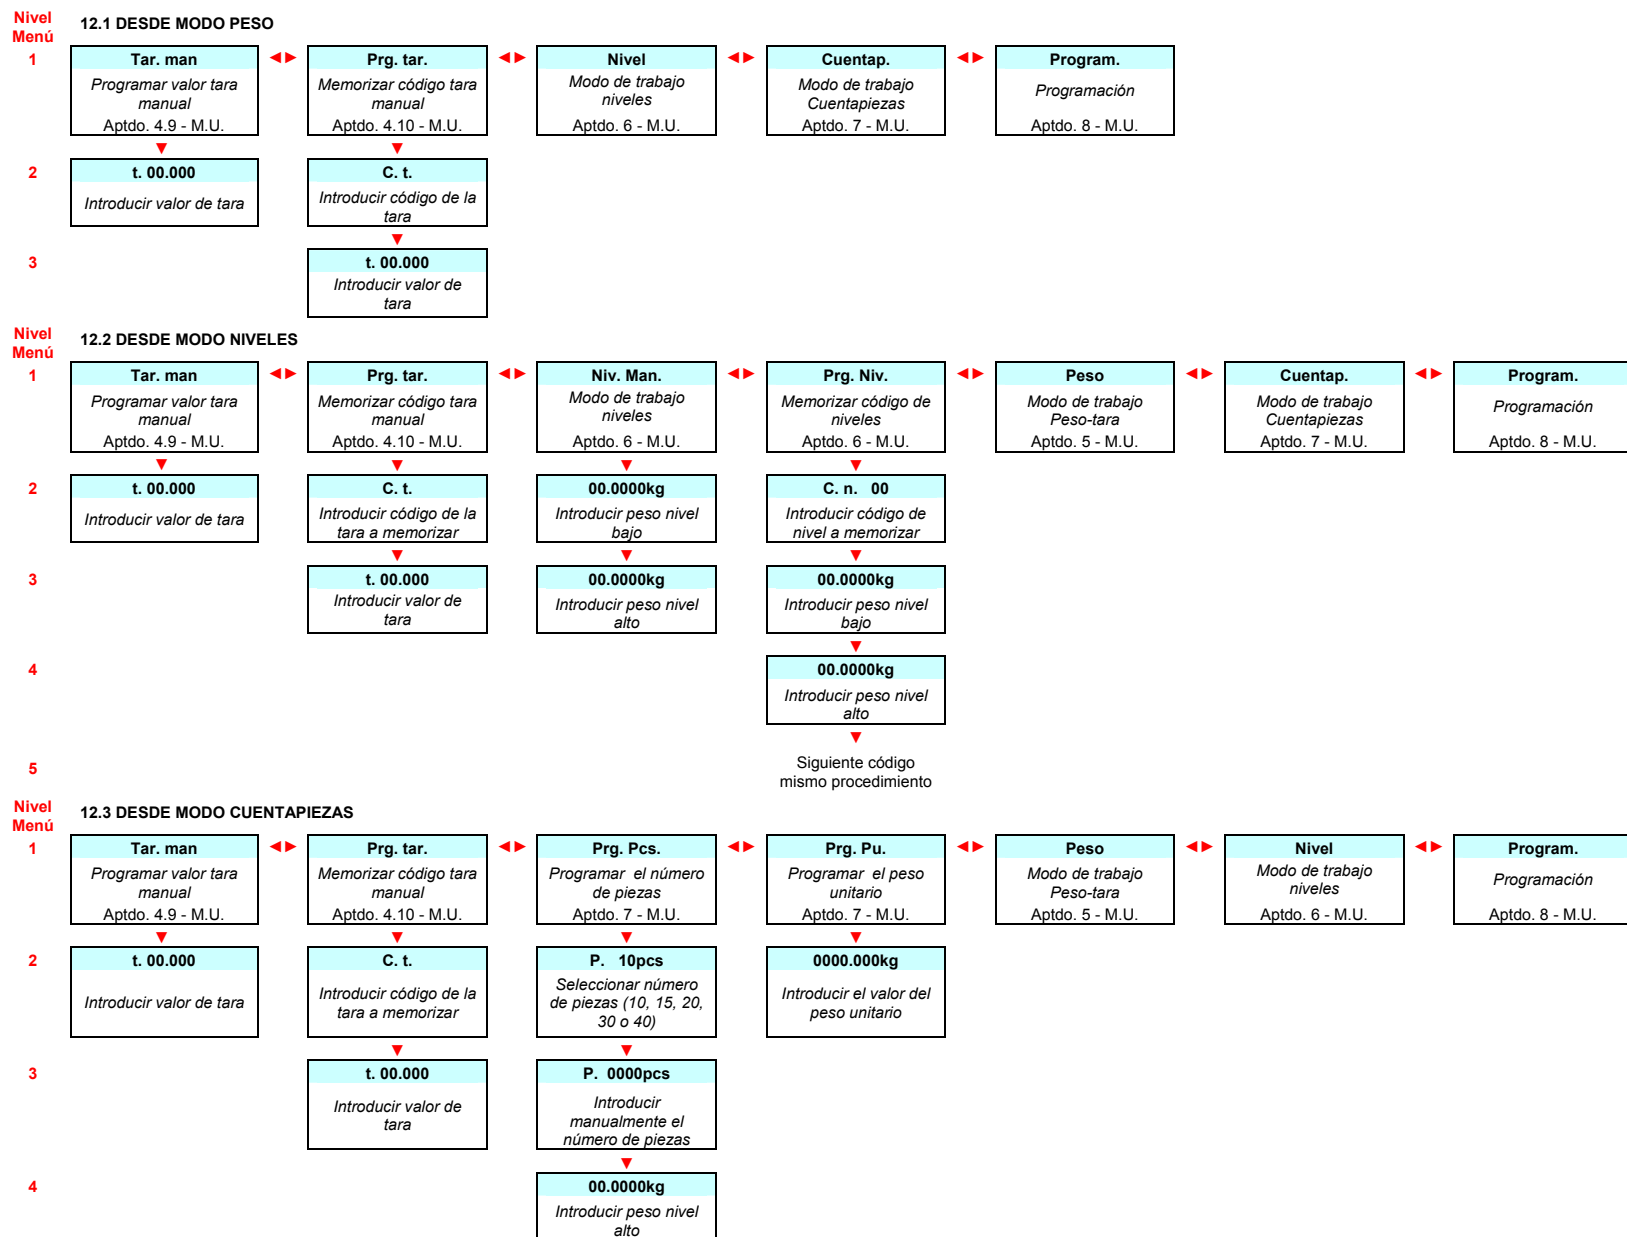 Nivel
Menú
12.1 DESDE MODO PESO
1
Tar. man
Programar valor tara
manual
Aptdo. 4.9 - M.U.
Prg. tar.
Memorizar código tara
manual
Aptdo. 4.10 - M.U.
Nivel
Modo de trabajo
niveles
Aptdo. 6 - M.U.
Cuentap.
Modo de trabajo
Cuentapiezas
Aptdo. 7 - M.U.
Program.
Programación
Aptdo. 8 - M.U.
2
t. 00.000
Introducir valor de tara
C. t.
Introducir código de la
tara
3
t. 00.000
Introducir valor de
tara
Nivel
Menú
12.2 DESDE MODO NIVELES
1
Tar. man
Programar valor tara
manual
Aptdo. 4.9 - M.U.
Prg. tar.
Memorizar código tara
manual
Aptdo. 4.10 - M.U.
Niv. Man.
Modo de trabajo
niveles
Aptdo. 6 - M.U.
Prg. Niv.
Memorizar código de
niveles
Aptdo. 6 - M.U.
Peso
Modo de trabajo
Peso-tara
Aptdo. 5 - M.U.
Cuentap.
Modo de trabajo
Cuentapiezas
Aptdo. 7 - M.U.
Program.
Programación
Aptdo. 8 - M.U.
2
t. 00.000
Introducir valor de tara
C. t.
Introducir código de la
tara a memorizar
00.0000kg
Introducir peso nivel
bajo
C. n. 00
Introducir código de
nivel a memorizar
3
t. 00.000
Introducir valor de
tara
00.0000kg
Introducir peso nivel
alto
00.0000kg
Introducir peso nivel
bajo
4
00.0000kg
Introducir peso nivel
alto
5
Siguiente código
mismo procedimiento
Nivel
Menú
12.3 DESDE MODO CUENTAPIEZAS
1
Tar. man
Programar valor tara
manual
Aptdo. 4.9 - M.U.
Prg. tar.
Memorizar código tara
manual
Aptdo. 4.10 - M.U.
Prg. Pcs.
Programar el número
de piezas
Aptdo. 7 - M.U.
Prg. Pu.
Programar el peso
unitario
Aptdo. 7 - M.U.
Peso
Modo de trabajo
Peso-tara
Aptdo. 5 - M.U.
Nivel
Modo de trabajo
niveles
Aptdo. 6 - M.U.
Program.
Programación
Aptdo. 8 - M.U.
2
t. 00.000
Introducir valor de tara
C. t.
Introducir código de la
tara a memorizar
P. 10pcs
Seleccionar número
de piezas (10, 15, 20,
30 o 40)
0000.000kg
Introducir el valor del
peso unitario
3
t. 00.000
Introducir valor de
tara
P. 0000pcs
Introducir
manualmente el
número de piezas
4
00.0000kg
Introducir peso nivel
alto